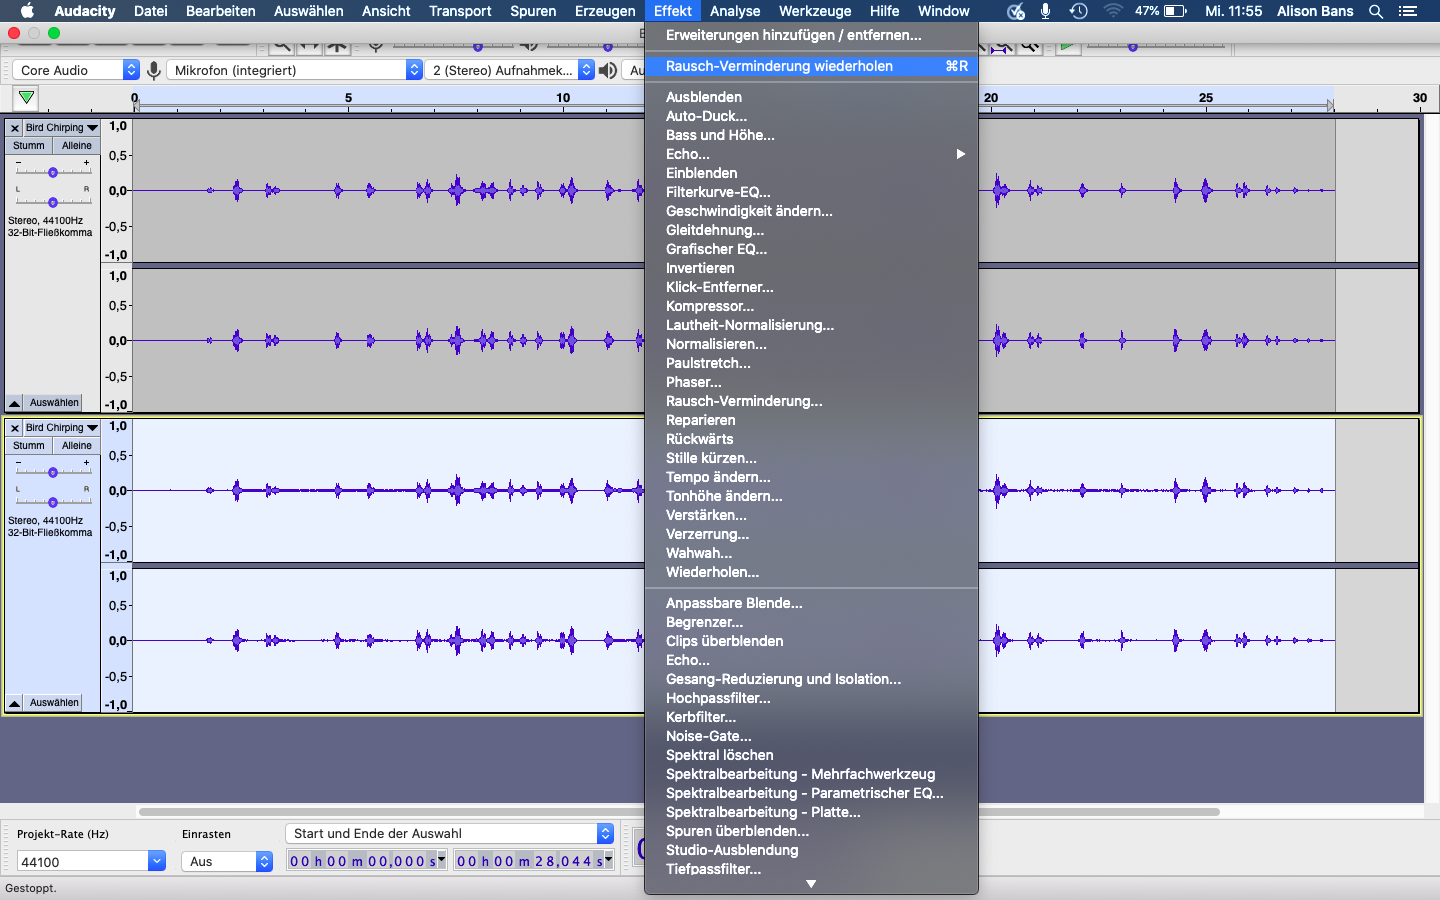 Audacity Datei Bearbeiten Auswählen Ansicht Transport Spuren Erzeugen Effekt Analyse Werkzeuge Hilfe Window 47% Mi. 11:55 Alison Bans
Core Audio Mikrofon (integriert) 2 (Stereo) Aufnahmek... Au
0 5 10 20 25 30
Bird Chirping
Stumm Alleine
- +
L R
Stereo, 44100Hz
32-Bit-Fließkomma
Auswählen
1,0
0,5
0,0
-0,5
-1,0
1,0
0,5
0,0
-0,5
-1,0
Bird Chirping
Stumm Alleine
- +
L R
Stereo, 44100Hz
32-Bit-Fließkomma
Auswählen
1,0
0,5
0,0
-0,5
-1,0
1,0
0,5
0,0
-0,5
-1,0
Erweiterungen hinzufügen / entfernen...
Rausch-Verminderung wiederholen ⌘R
Ausblenden
Auto-Duck...
Bass und Höhe...
Echo...
Einblenden
Filterkurve-EQ...
Geschwindigkeit ändern...
Gleitdehnung...
Grafischer EQ...
Invertieren
Klick-Entferner...
Kompressor...
Lautheit-Normalisierung...
Normalisieren...
Paulstretch...
Phaser...
Rausch-Verminderung...
Reparieren
Rückwärts
Stille kürzen...
Tempo ändern...
Tonhöhe ändern...
Verstärken...
Verzerrung...
Wahwah...
Wiederholen...
Anpassbare Blende...
Begrenzer...
Clips überblenden
Echo...
Gesang-Reduzierung und Isolation...
Hochpassfilter...
Kerbfilter...
Noise-Gate...
Spektral löschen
Spektralbearbeitung - Mehrfachwerkzeug
Spektralbearbeitung - Parametrischer EQ...
Spektralbearbeitung - Platte...
Spuren überblenden...
Studio-Ausblendung
Tiefpassfilter...
Projekt-Rate (Hz) Einrasten Start und Ende der Auswahl
44100 Aus 00 h 00 m 00,000 s 00 h 00 m 28,044 s
Gestoppt.